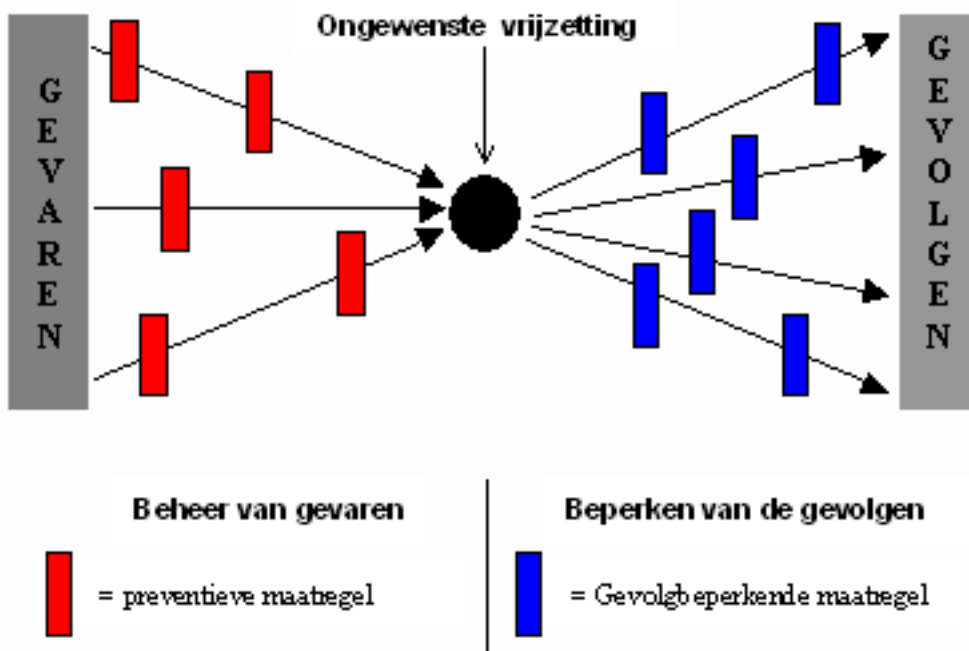 Ongewenste vrijzetting
GEVAREN
GEVOLGEN
Beheer van gevaren
Beperken van de gevolgen
= preventieve maatregel
= Gevolgbeperkende maatregel